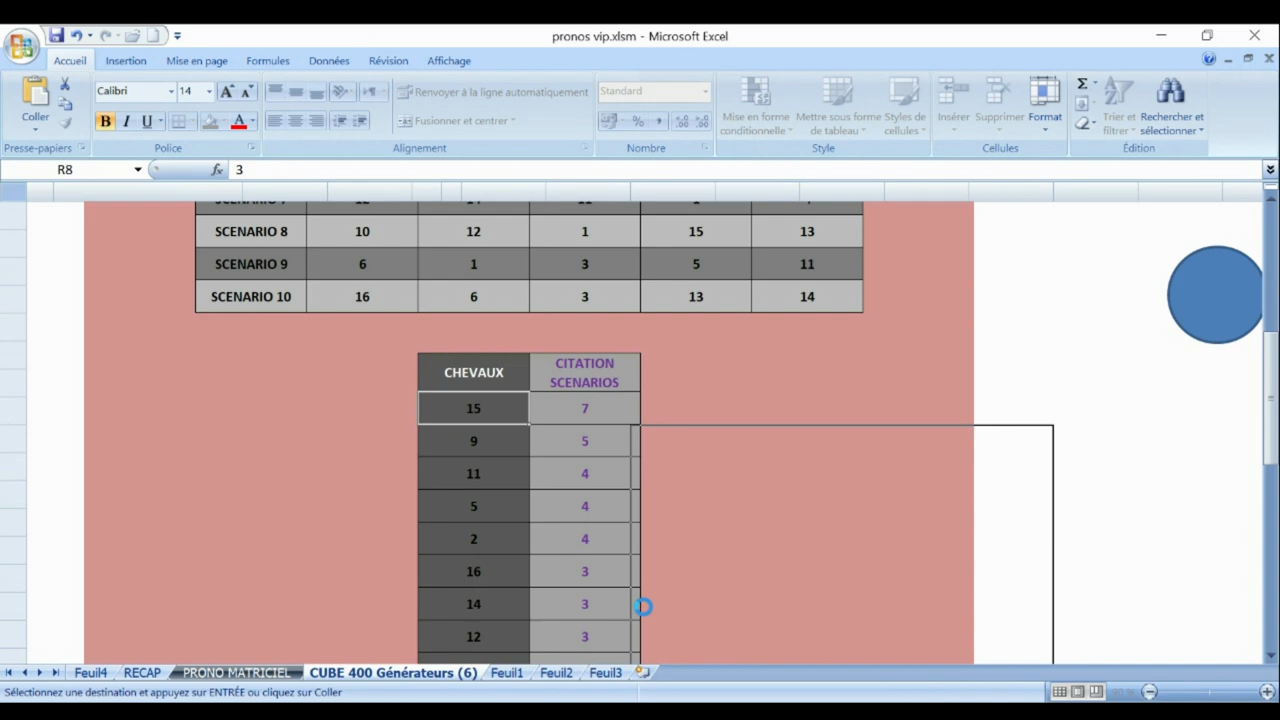 pronos vip.xlsm - Microsoft Excel
Accueil Insertion Mise en page Formules Données Révision Affichage
Calibri 14 Renvoyer à la ligne automatiquement Standard
Coller G I U Fusionner et centrer % Mise en forme conditionnelle Mettre sous forme de tableau Styles de cellules Insérer Supprimer Format Σ Trier et filtrer Rechercher et sélectionner
Presse-papiers Police Alignement Nombre Style Cellules Édition
R8 fx 3
SCENARIO 8 10 12 1 15 13
SCENARIO 9 6 1 3 5 11
SCENARIO 10 16 6 3 13 14
CHEVAUX CITATION SCENARIOS
15 7
9 5
11 4
5 4
2 4
16 3
14 3
12 3
Feuil4 RECAP PRONO MATRICIEL CUBE 400 Générateurs (6) Feuil1 Feuil2 Feuil3
Sélectionnez une destination et appuyez sur ENTRÉE ou cliquez sur Coller